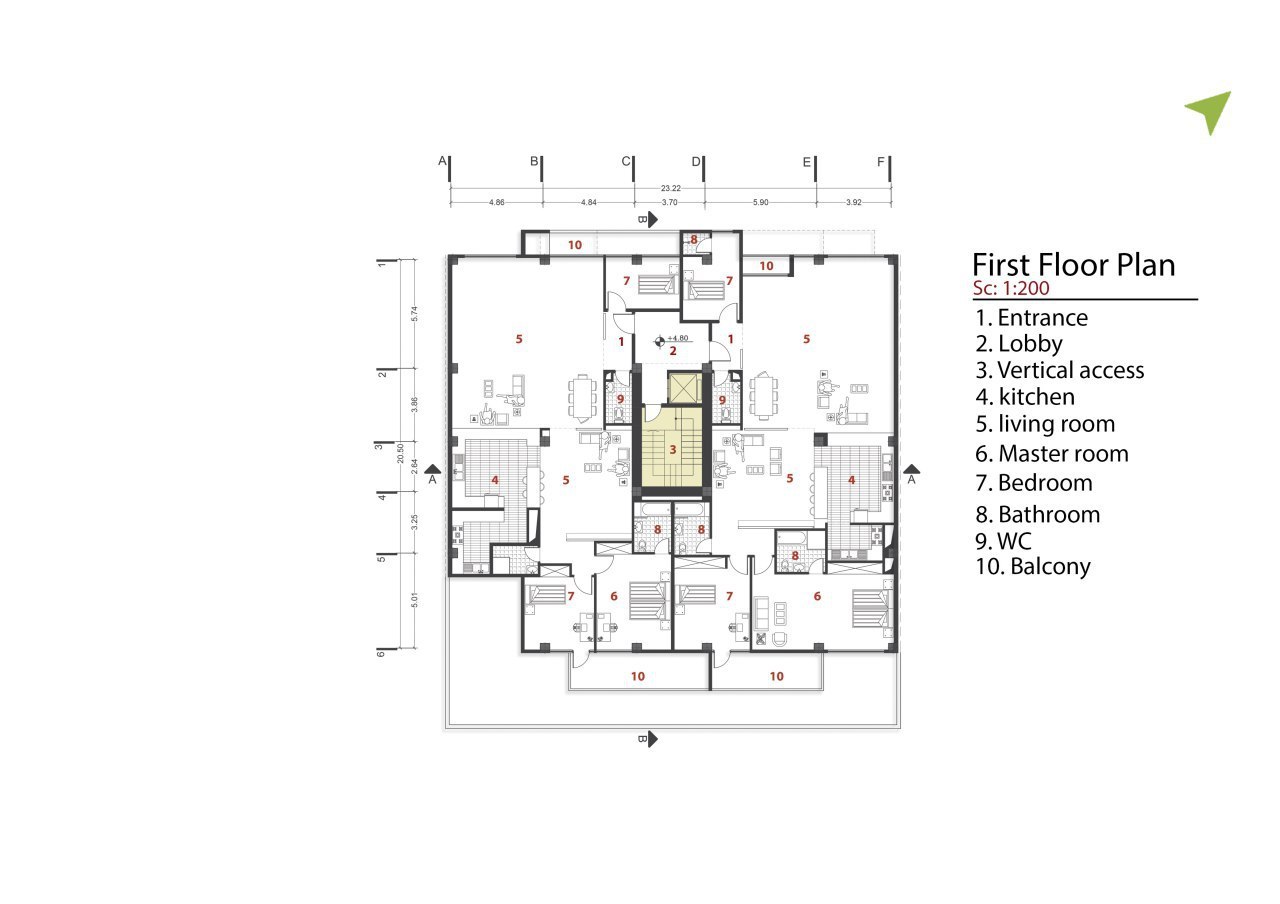 A B C D E F
23.22
4.86 4.84 3.70 5.90 3.92
B
8
10
10
First Floor Plan
Sc: 1:200
1
7 7
5.74
1. Entrance
5 1 +4.80 1 5
2
2. Lobby
3. Vertical access
2
4. kitchen
9 9
3.86
5. living room
3
20.50
3
6. Master room
2.64
A 4 5 5 4 A
7. Bedroom
4
8. Bathroom
3.25
8 8
9. WC
5
8
10. Balcony
5.01
7 6 7 6
6
10 10
B